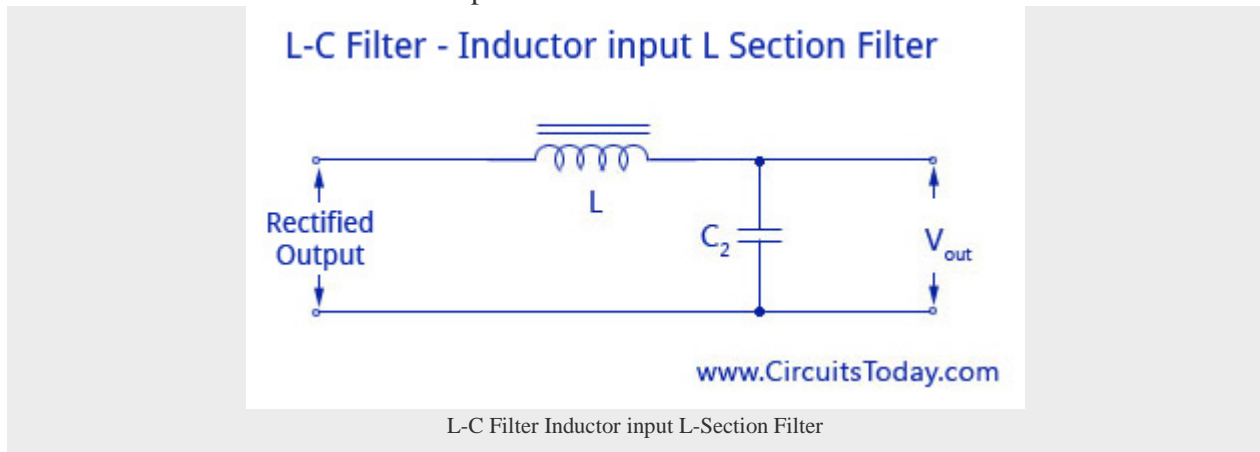 L-C Filter - Inductor input L Section Filter
L
Rectified
Output
C₂
Vout
www.CircuitsToday.com
L-C Filter Inductor input L-Section Filter